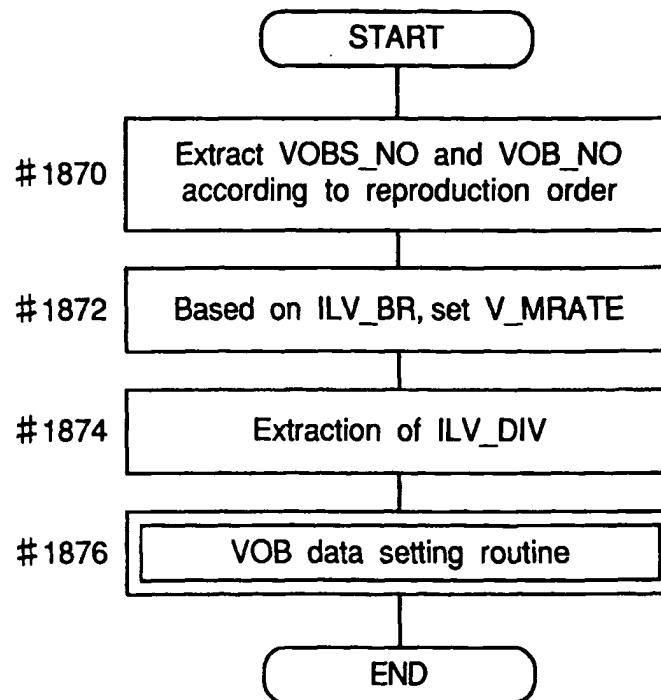 START
#1870
Extract VOBS_NO and VOB_NO
according to reproduction order
#1872
Based on ILV_BR, set V_MRATE
#1874
Extraction of ILV_DIV
#1876
VOB data setting routine
END